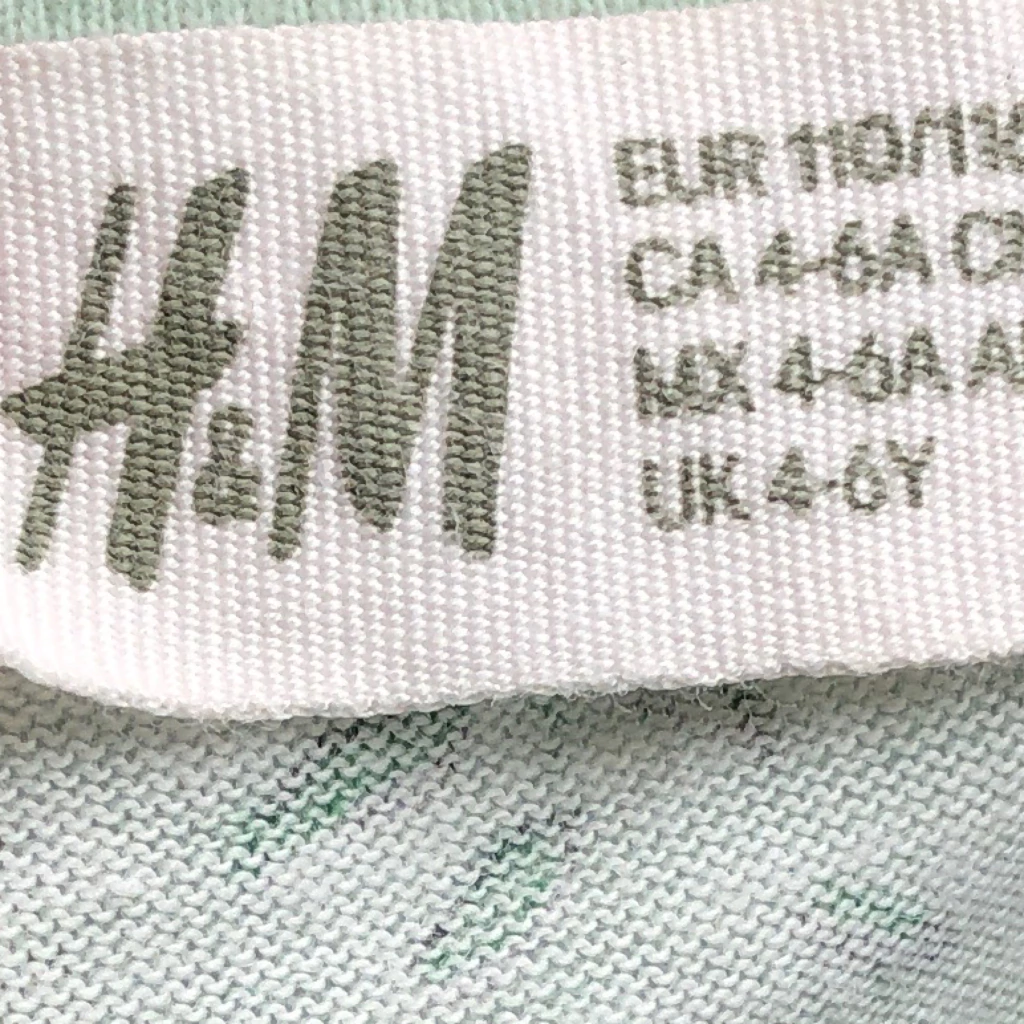 H&M
EUR 110/11
CA 4-6A
MX 4-6A
UK 4-6Y